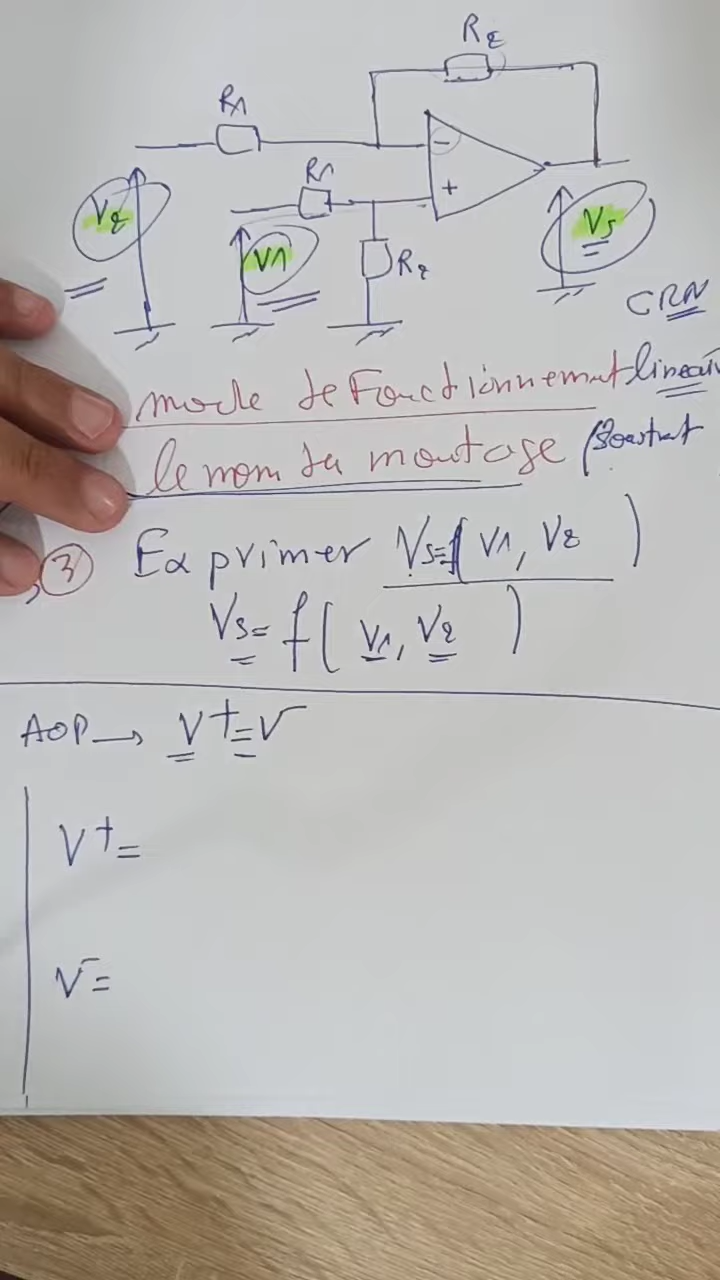 R2
R1
R1
V2
V1
R2
Vs
CRN
mode de Fonctionnement linéair
le nom du montage
3 Exprimer Vs=f(V1, V2 )
Vs= f( V1, V2 )
AOP → V+=V-
V+=
V-=